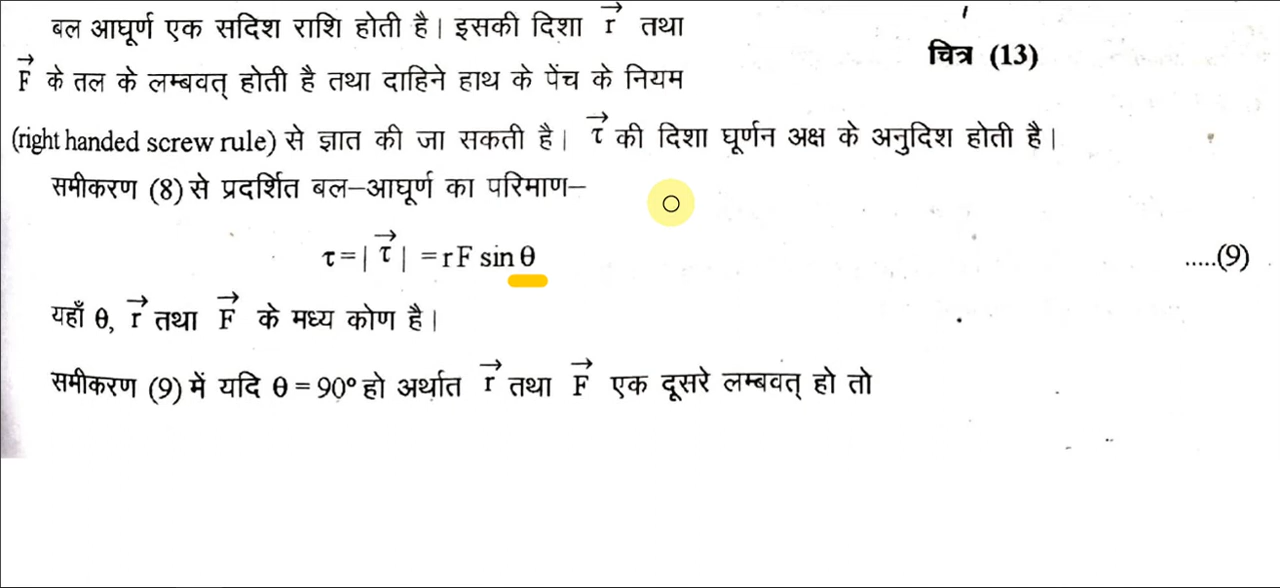 बल आघूर्ण एक सदिश राशि होती है। इसकी दिशा r⃗ तथा
चित्र (13)
F⃗ के तल के लम्बवत् होती है तथा दाहिने हाथ के पेंच के नियम
(right handed screw rule) से ज्ञात की जा सकती है। τ⃗ की दिशा घूर्णन अक्ष के अनुदिश होती है।
समीकरण (8) से प्रदर्शित बल–आघूर्ण का परिमाण–
τ = | τ⃗ | = r F sin θ .....(9)
यहाँ θ, r⃗ तथा F⃗ के मध्य कोण है।
समीकरण (9) में यदि θ = 90° हो अर्थात r⃗ तथा F⃗ एक दूसरे लम्बवत् हो तो